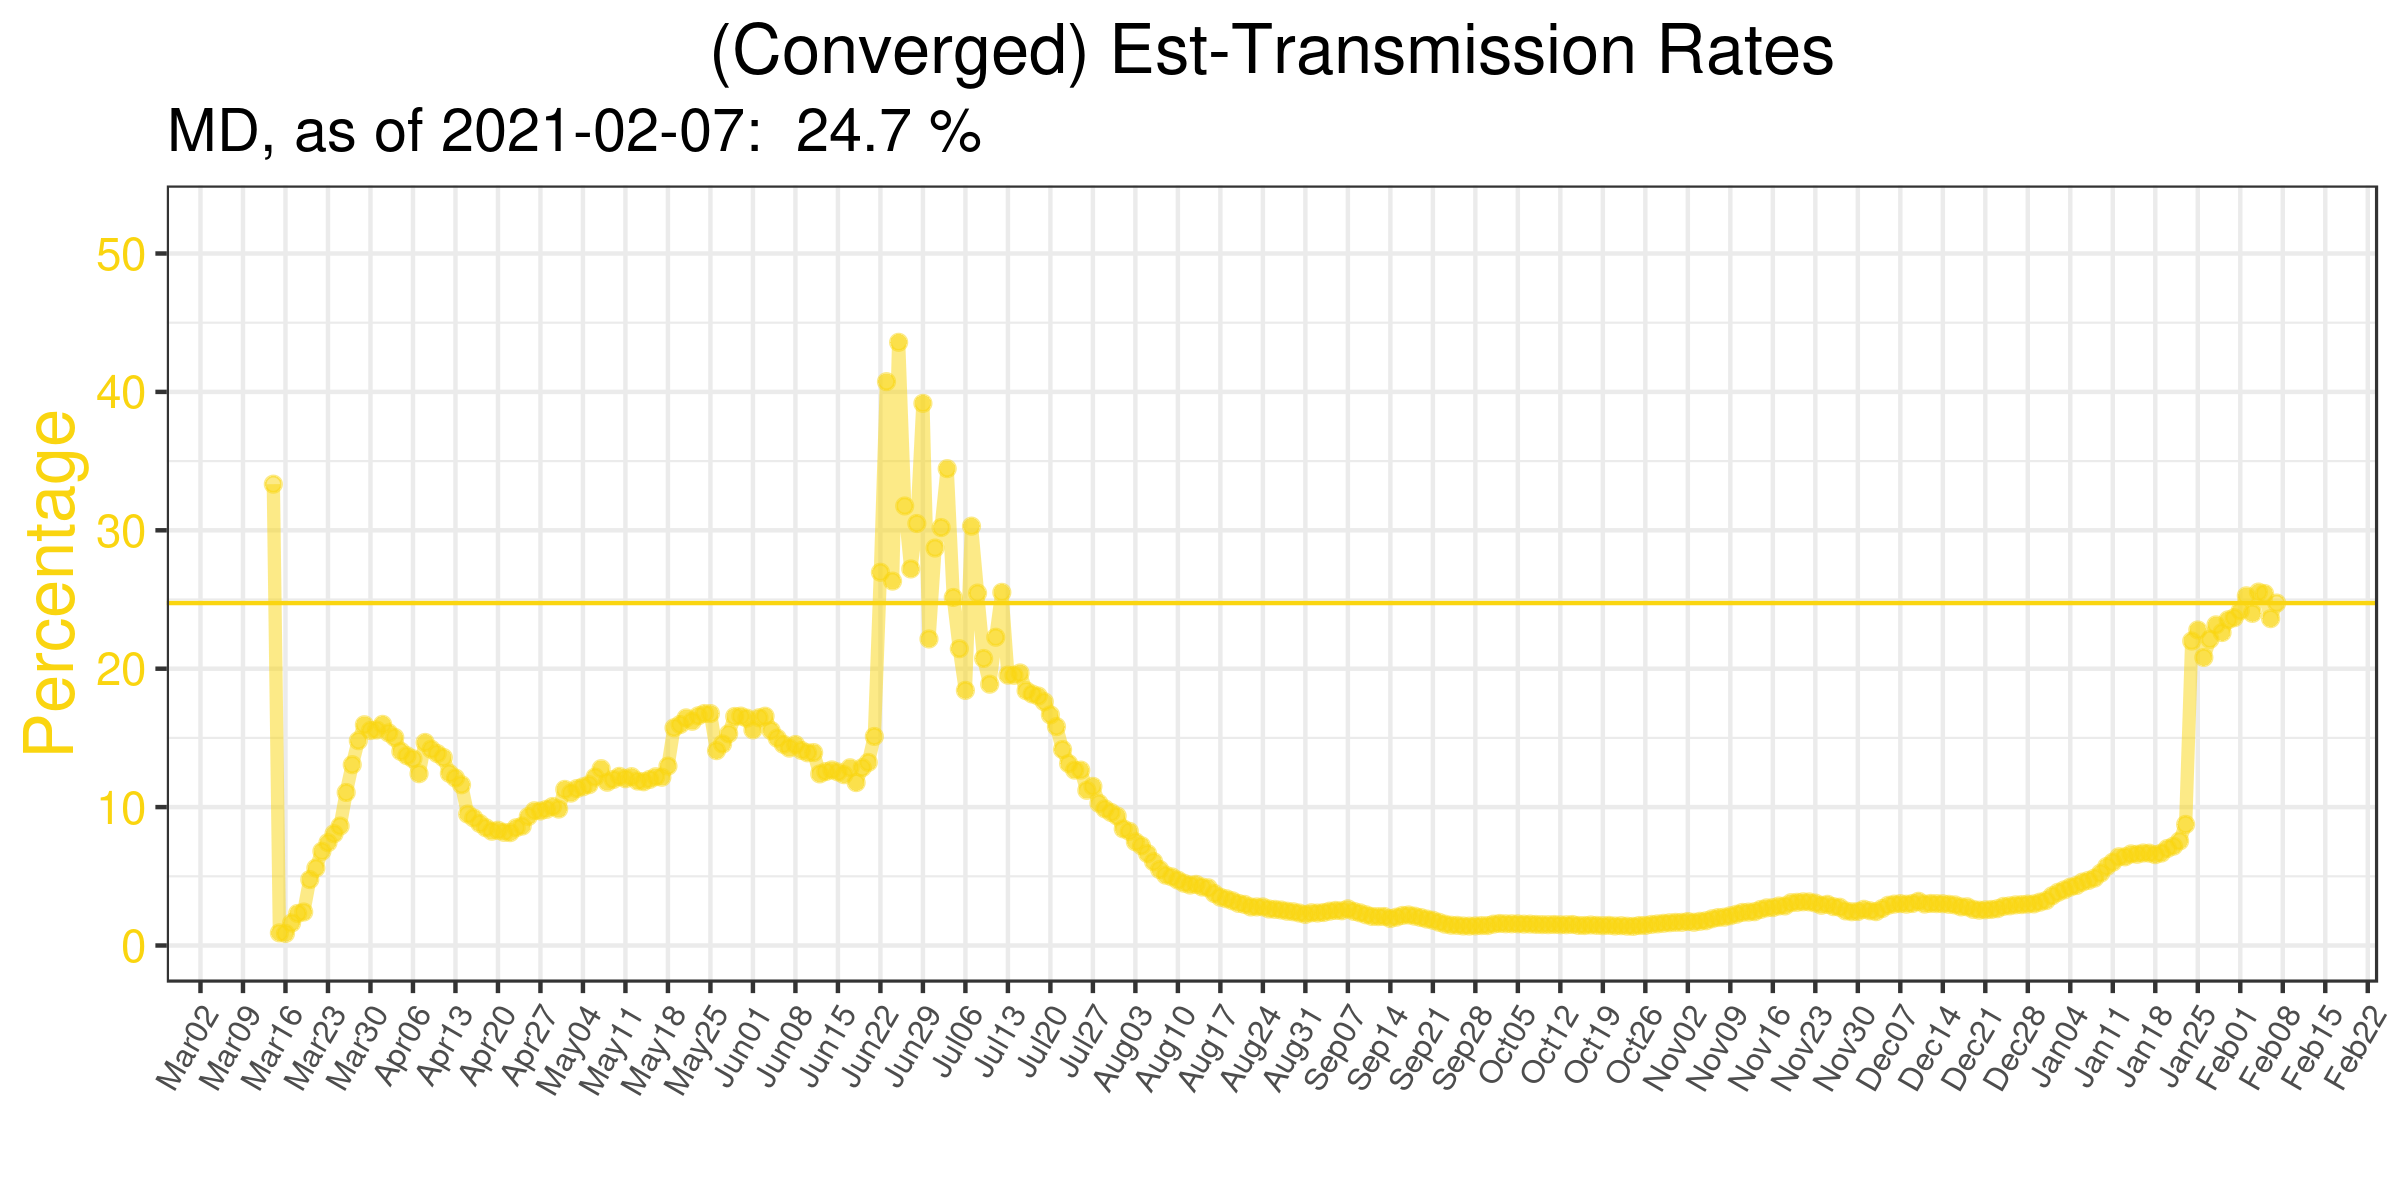 (Converged) Est-Transmission Rates
MD, as of 2021-02-07:  24.7 %
Percentage
50
40
30
20
10
0
Mar02
Mar09
Mar16
Mar23
Mar30
Apr06
Apr13
Apr20
Apr27
May04
May11
May18
May25
Jun01
Jun08
Jun15
Jun22
Jun29
Jul06
Jul13
Jul20
Jul27
Aug03
Aug10
Aug17
Aug24
Aug31
Sep07
Sep14
Sep21
Sep28
Oct05
Oct12
Oct19
Oct26
Nov02
Nov09
Nov16
Nov23
Nov30
Dec07
Dec14
Dec21
Dec28
Jan04
Jan11
Jan18
Jan25
Feb01
Feb08
Feb15
Feb22